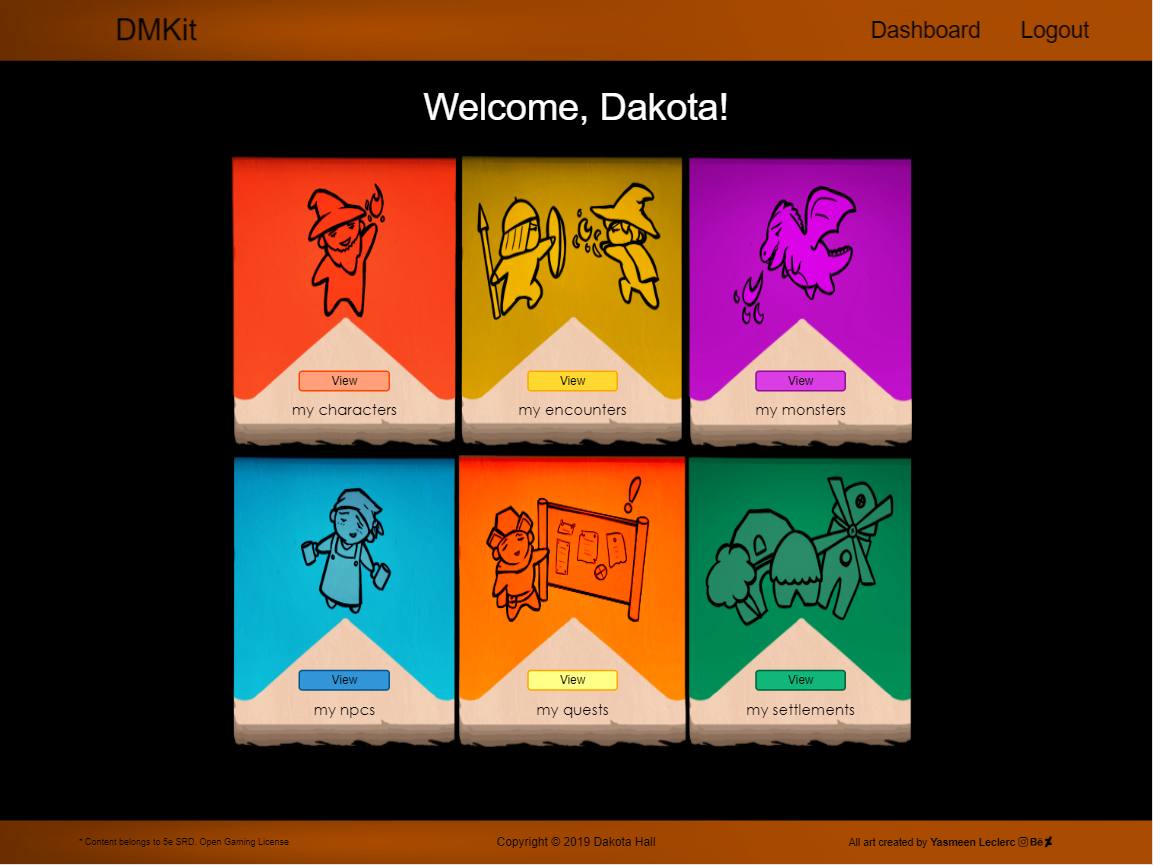 DMKit Dashboard Logout
Welcome, Dakota!
View View View
my characters my encounters my monsters
View View View
my npcs my quests my settlements
* Content belongs to 5e SRD. Open Gaming License Copyright © 2019 Dakota Hall All art created by Yasmeen Leclerc